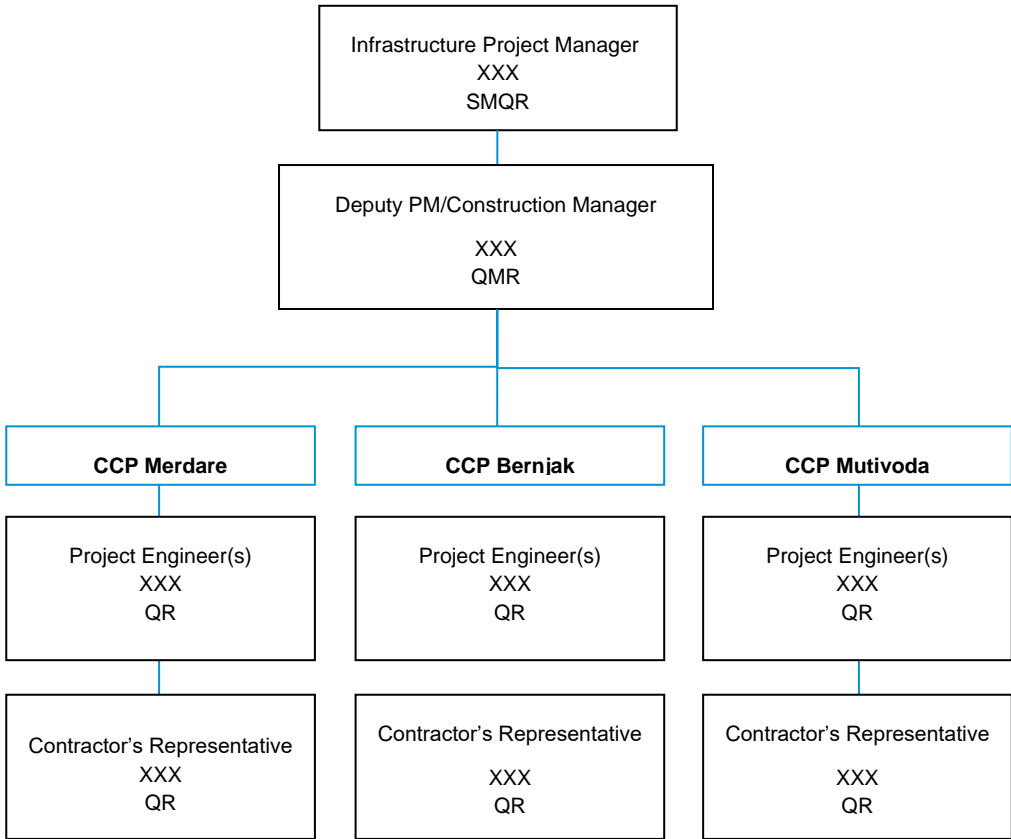 Infrastructure Project Manager
XXX
SMQR
Deputy PM/Construction Manager
XXX
QMR
CCP Merdare
CCP Bernjak
CCP Mutivoda
Project Engineer(s)
XXX
QR
Project Engineer(s)
XXX
QR
Project Engineer(s)
XXX
QR
Contractor’s Representative
XXX
QR
Contractor’s Representative
XXX
QR
Contractor’s Representative
XXX
QR